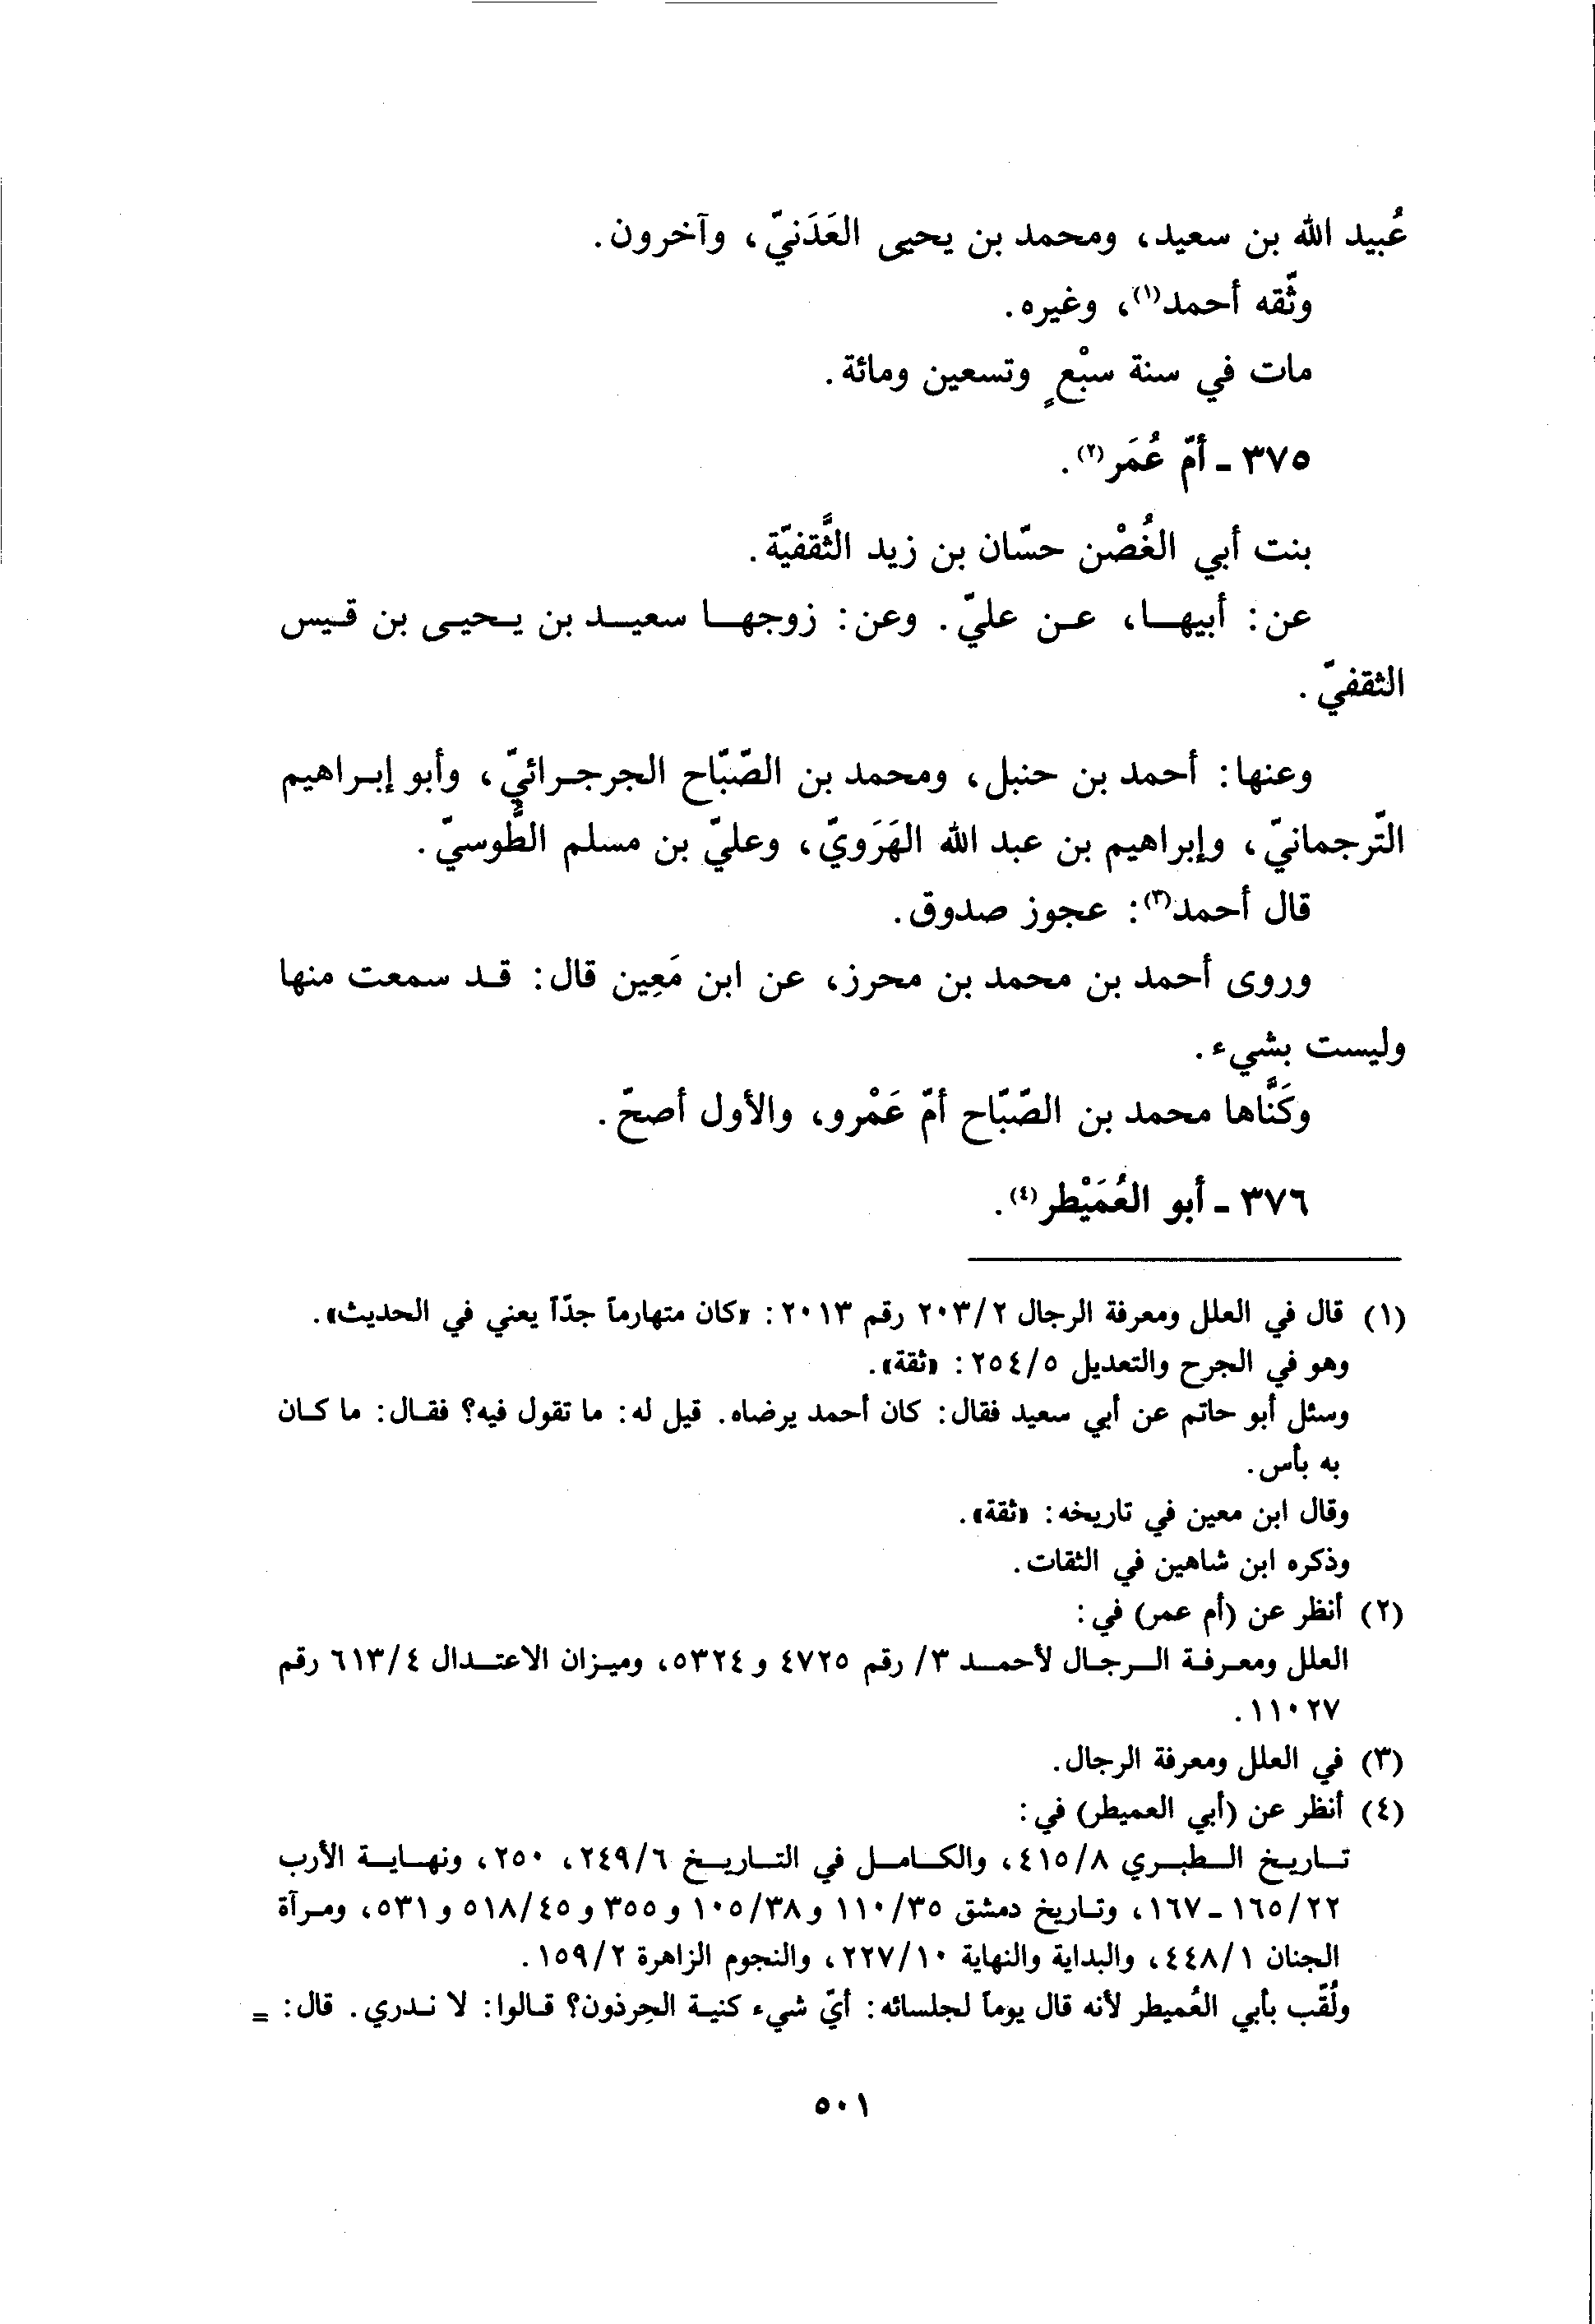 عُبيد الله بن سعيد، ومحمد بن يحيى العَدَنيّ، وآخرون.
وثّقه أحمد(١)، وغيره.
مات في سنة سبْعٍ وتسعين ومائة.
٣٧٥ - أمّ عُمَر(٢).
بنت أبي الغُصْن حسّان بن زيد الثَّقفيّة.
عن: أبيها، عن عليّ. وعن: زوجها سعيد بن يحيى بن قيس
الثقفيّ.
وعنها: أحمد بن حنبل، ومحمد بن الصّبّاح الجرجرائيّ، وأبو إبراهيم
التّرجمانيّ، وإبراهيم بن عبد الله الهَرَويّ، وعليّ بن مسلم الطُّوسيّ.
قال أحمد(٣): عجوز صدوق.
وروى أحمد بن محمد بن محرز، عن ابن مَعِين قال: قد سمعت منها
وليست بشيء.
وكَنَّاها محمد بن الصّبّاح أمّ عَمْرو، والأول أصحّ.
٣٧٦ - أبو العُمَيْطر(٤).
(١) قال في العلل ومعرفة الرجال ٢٠٣/٢ رقم ٢٠١٣: «كان متهارماً جدّاً يعني في الحديث».
وهو في الجرح والتعديل ٢٥٤/٥: «ثقة».
وسئل أبو حاتم عن أبي سعيد فقال: كان أحمد يرضاه. قيل له: ما تقول فيه؟ فقال: ما كان
به بأس.
وقال ابن معين في تاريخه: «ثقة».
وذكره ابن شاهين في الثقات.
(٢) أنظر عن (أم عمر) في:
العلل ومعرفة الرجال لأحمد ٣/ رقم ٤٧٢٥ و ٥٣٢٤، وميزان الاعتدال ٦١٣/٤ رقم
١١٠٢٧.
(٣) في العلل ومعرفة الرجال.
(٤) أنظر عن (أبي العميطر) في:
تاريخ الطبري ٤١٥/٨، والكامل في التاريخ ٢٤٩/٦، ٢٥٠، ونهاية الأرب
١٦٥/٢٢ - ١٦٧، وتاريخ دمشق ١١٠/٣٥ و١٠٥/٣٨ و٣٥٥ و٥١٨/٤٥ و٥٣١، ومرآة
الجنان ٤٤٨/١، والبداية والنهاية ٢٢٧/١٠، والنجوم الزاهرة ١٥٩/٢.
ولُقّب بأبي العُميطر لأنه قال يوماً لجلسائه: أيّ شيء كنية الحِرذون؟ قالوا: لا ندري. قال: =
٥٠١